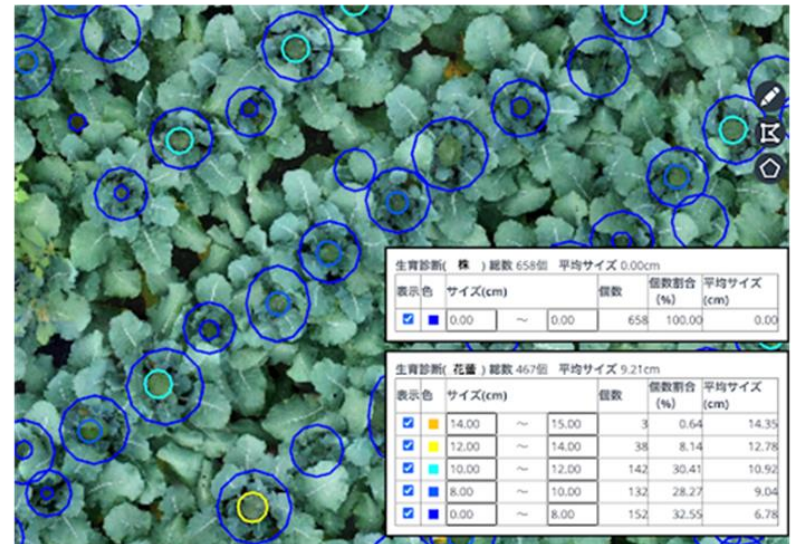 生育診断( 株 ) 総数 658個 平均サイズ 0.00cm
表示 色 サイズ(cm) 個数 個数割合(%) 平均サイズ(cm)
0.00 ～ 0.00 658 100.00 0.00
生育診断( 花蕾 ) 総数 467個 平均サイズ 9.21cm
表示 色 サイズ(cm) 個数 個数割合(%) 平均サイズ(cm)
14.00 ～ 15.00 3 0.64 14.35
12.00 ～ 14.00 38 8.14 12.78
10.00 ～ 12.00 142 30.41 10.92
8.00 ～ 10.00 132 28.27 9.04
0.00 ～ 8.00 152 32.55 6.78